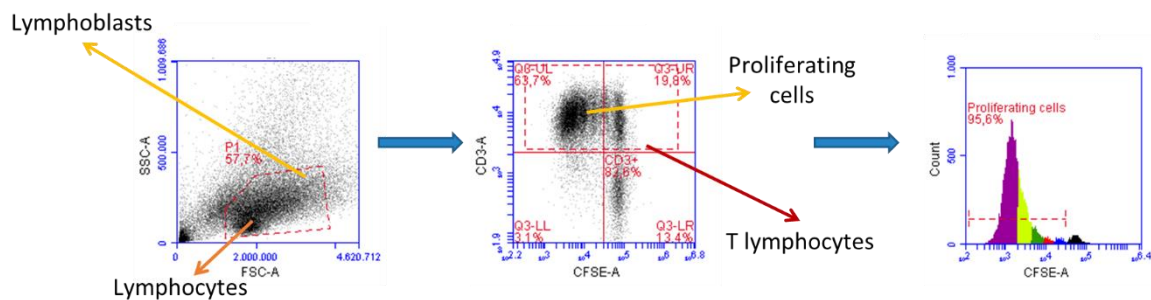 Lymphoblasts
1.009.686
SSC-A
500.000
0
P1
57,7%
0
2.000.000
4.620.712
FSC-A
Lymphocytes
CD3-A
Q3-UL
63,7%
Q3-UR
19,8%
CD3+
82,6%
Q3-LL
3.1%
Q3-LR
13.4%
CFSE-A
Proliferating
cells
T lymphocytes
1.000
Count
500
0
Proliferating cells
95,6%
CFSE-A